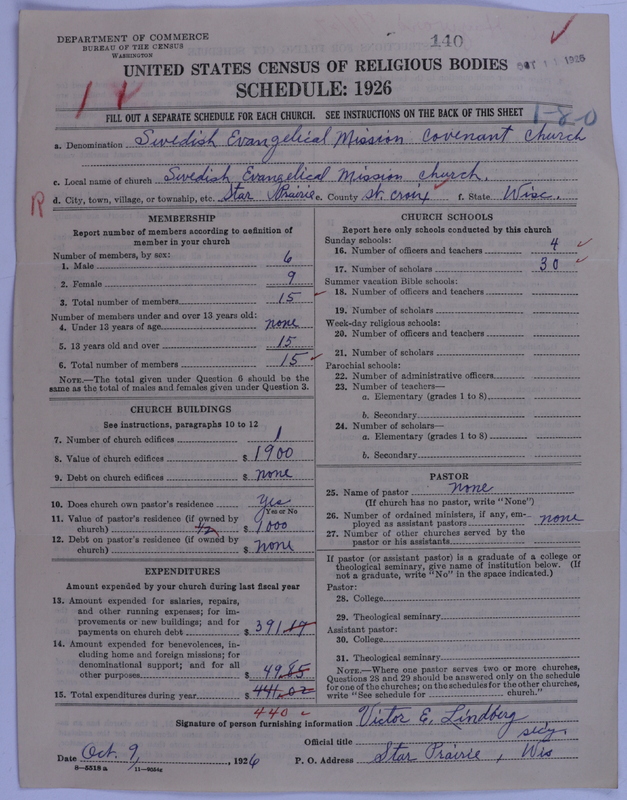 DEPARTMENT OF COMMERCE
BUREAU OF THE CENSUS
WASHINGTON
140
OCT 11 1926
UNITED STATES CENSUS OF RELIGIOUS BODIES
SCHEDULE: 1926
FILL OUT A SEPARATE SCHEDULE FOR EACH CHURCH. SEE INSTRUCTIONS ON THE BACK OF THIS SHEET
1-8-0
a. Denomination Swedish Evangelical Mission Covenant Church
c. Local name of church Swedish Evangelical Mission church.
R
d. City, town, village, or township, etc. Star Prairie e. County St. Croix f. State Wisc.
MEMBERSHIP
Report number of members according to definition of
member in your church
Number of members, by sex:
1. Male 6
2. Female 9
3. Total number of members 15
Number of members under and over 13 years old:
4. Under 13 years of age none
5. 13 years old and over 15
6. Total number of members 15
NOTE.—The total given under Question 6 should be the
same as the total of males and females given under Question 3.
CHURCH BUILDINGS
See instructions, paragraphs 10 to 12
7. Number of church edifices 1
8. Value of church edifices $ 1900
9. Debt on church edifices $ none
10. Does church own pastor's residence Yes
Yes or No
11. Value of pastor's residence (if owned by
church) 1/2 $ 1000
12. Debt on pastor's residence (if owned by
church) $ none
EXPENDITURES
Amount expended by your church during last fiscal year
13. Amount expended for salaries, repairs,
and other running expenses; for im-
provements or new buildings; and for
payments on church debt $ 391.17
14. Amount expended for benevolences, in-
cluding home and foreign missions; for
denominational support; and for all
other purposes $ 49.85
15. Total expenditures during year $ 441.02
440
CHURCH SCHOOLS
Report here only schools conducted by this church
Sunday schools:
16. Number of officers and teachers 4
17. Number of scholars 30
Summer vacation Bible schools:
18. Number of officers and teachers
19. Number of scholars
Week-day religious schools:
20. Number of officers and teachers
21. Number of scholars
Parochial schools:
22. Number of administrative officers
23. Number of teachers—
a. Elementary (grades 1 to 8)
b. Secondary
24. Number of scholars—
a. Elementary (grades 1 to 8)
b. Secondary
PASTOR
25. Name of pastor none
(If church has no pastor, write "None")
26. Number of ordained ministers, if any, em-
ployed as assistant pastors none
27. Number of other churches served by the
pastor or his assistants
If pastor (or assistant pastor) is a graduate of a college or
theological seminary, give name of institution below. (If
not a graduate, write "No" in the space indicated.)
Pastor:
28. College
29. Theological seminary
Assistant pastor:
30. College
31. Theological seminary
NOTE.—Where one pastor serves two or more churches,
Questions 28 and 29 should be answered only on the schedule
for one of the churches; on the schedules for the other churches,
write "See schedule for church."
Signature of person furnishing information Victor E. Lindberg
Official title secy.
Date Oct. 9, 1926 P. O. Address Star Prairie, Wis
8-5518 a